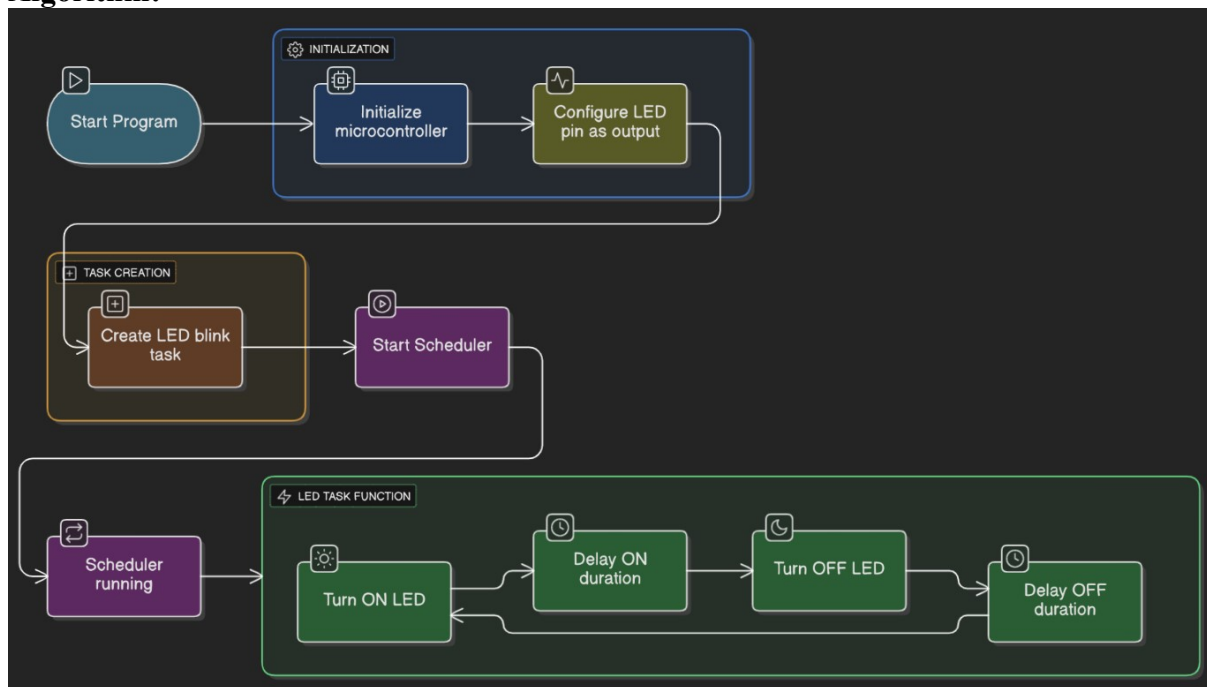 Algorithm:
INITIALIZATION
Start Program
Initialize
microcontroller
Configure LED
pin as output
TASK CREATION
Create LED blink
task
Start Scheduler
LED TASK FUNCTION
Scheduler
running
Turn ON LED
Delay ON
duration
Turn OFF LED
Delay OFF
duration